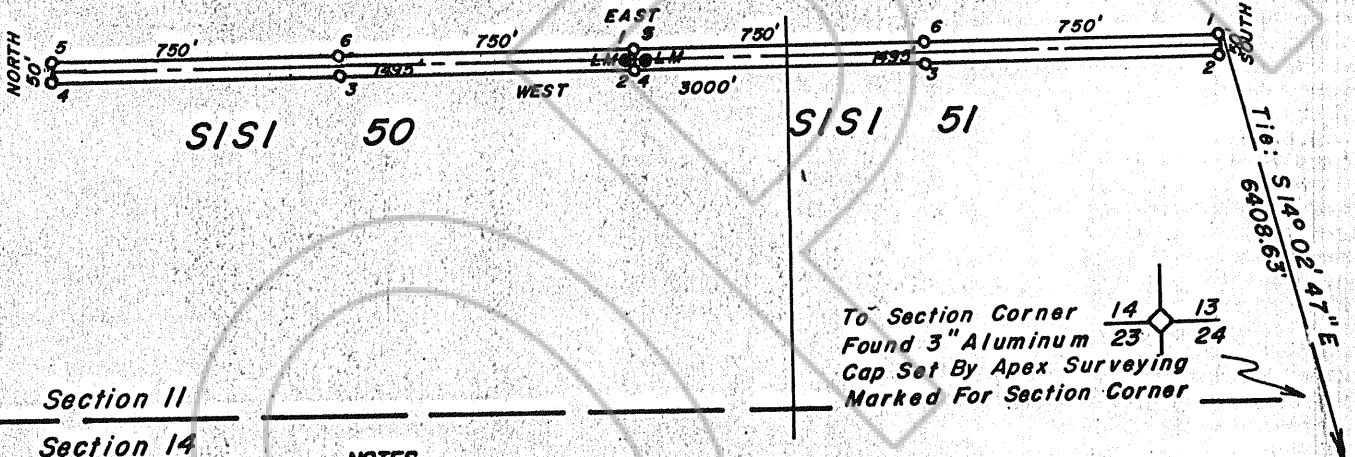 EAST
NORTH
50'
5
750'
6
750'
1 5
750'
6
750'
1
50'
SOUTH
4
1495'
3
LM LM
2 4
WEST
3000'
1495
3
2
SISI 50
SISI 51
Tie: S14° 02' 47" E
6408.63'
To Section Corner
14 13
23 24
Found 3" Aluminum
Cap Set By Apex Surveying
Marked For Section Corner
Section 11
Section 14
NOTES